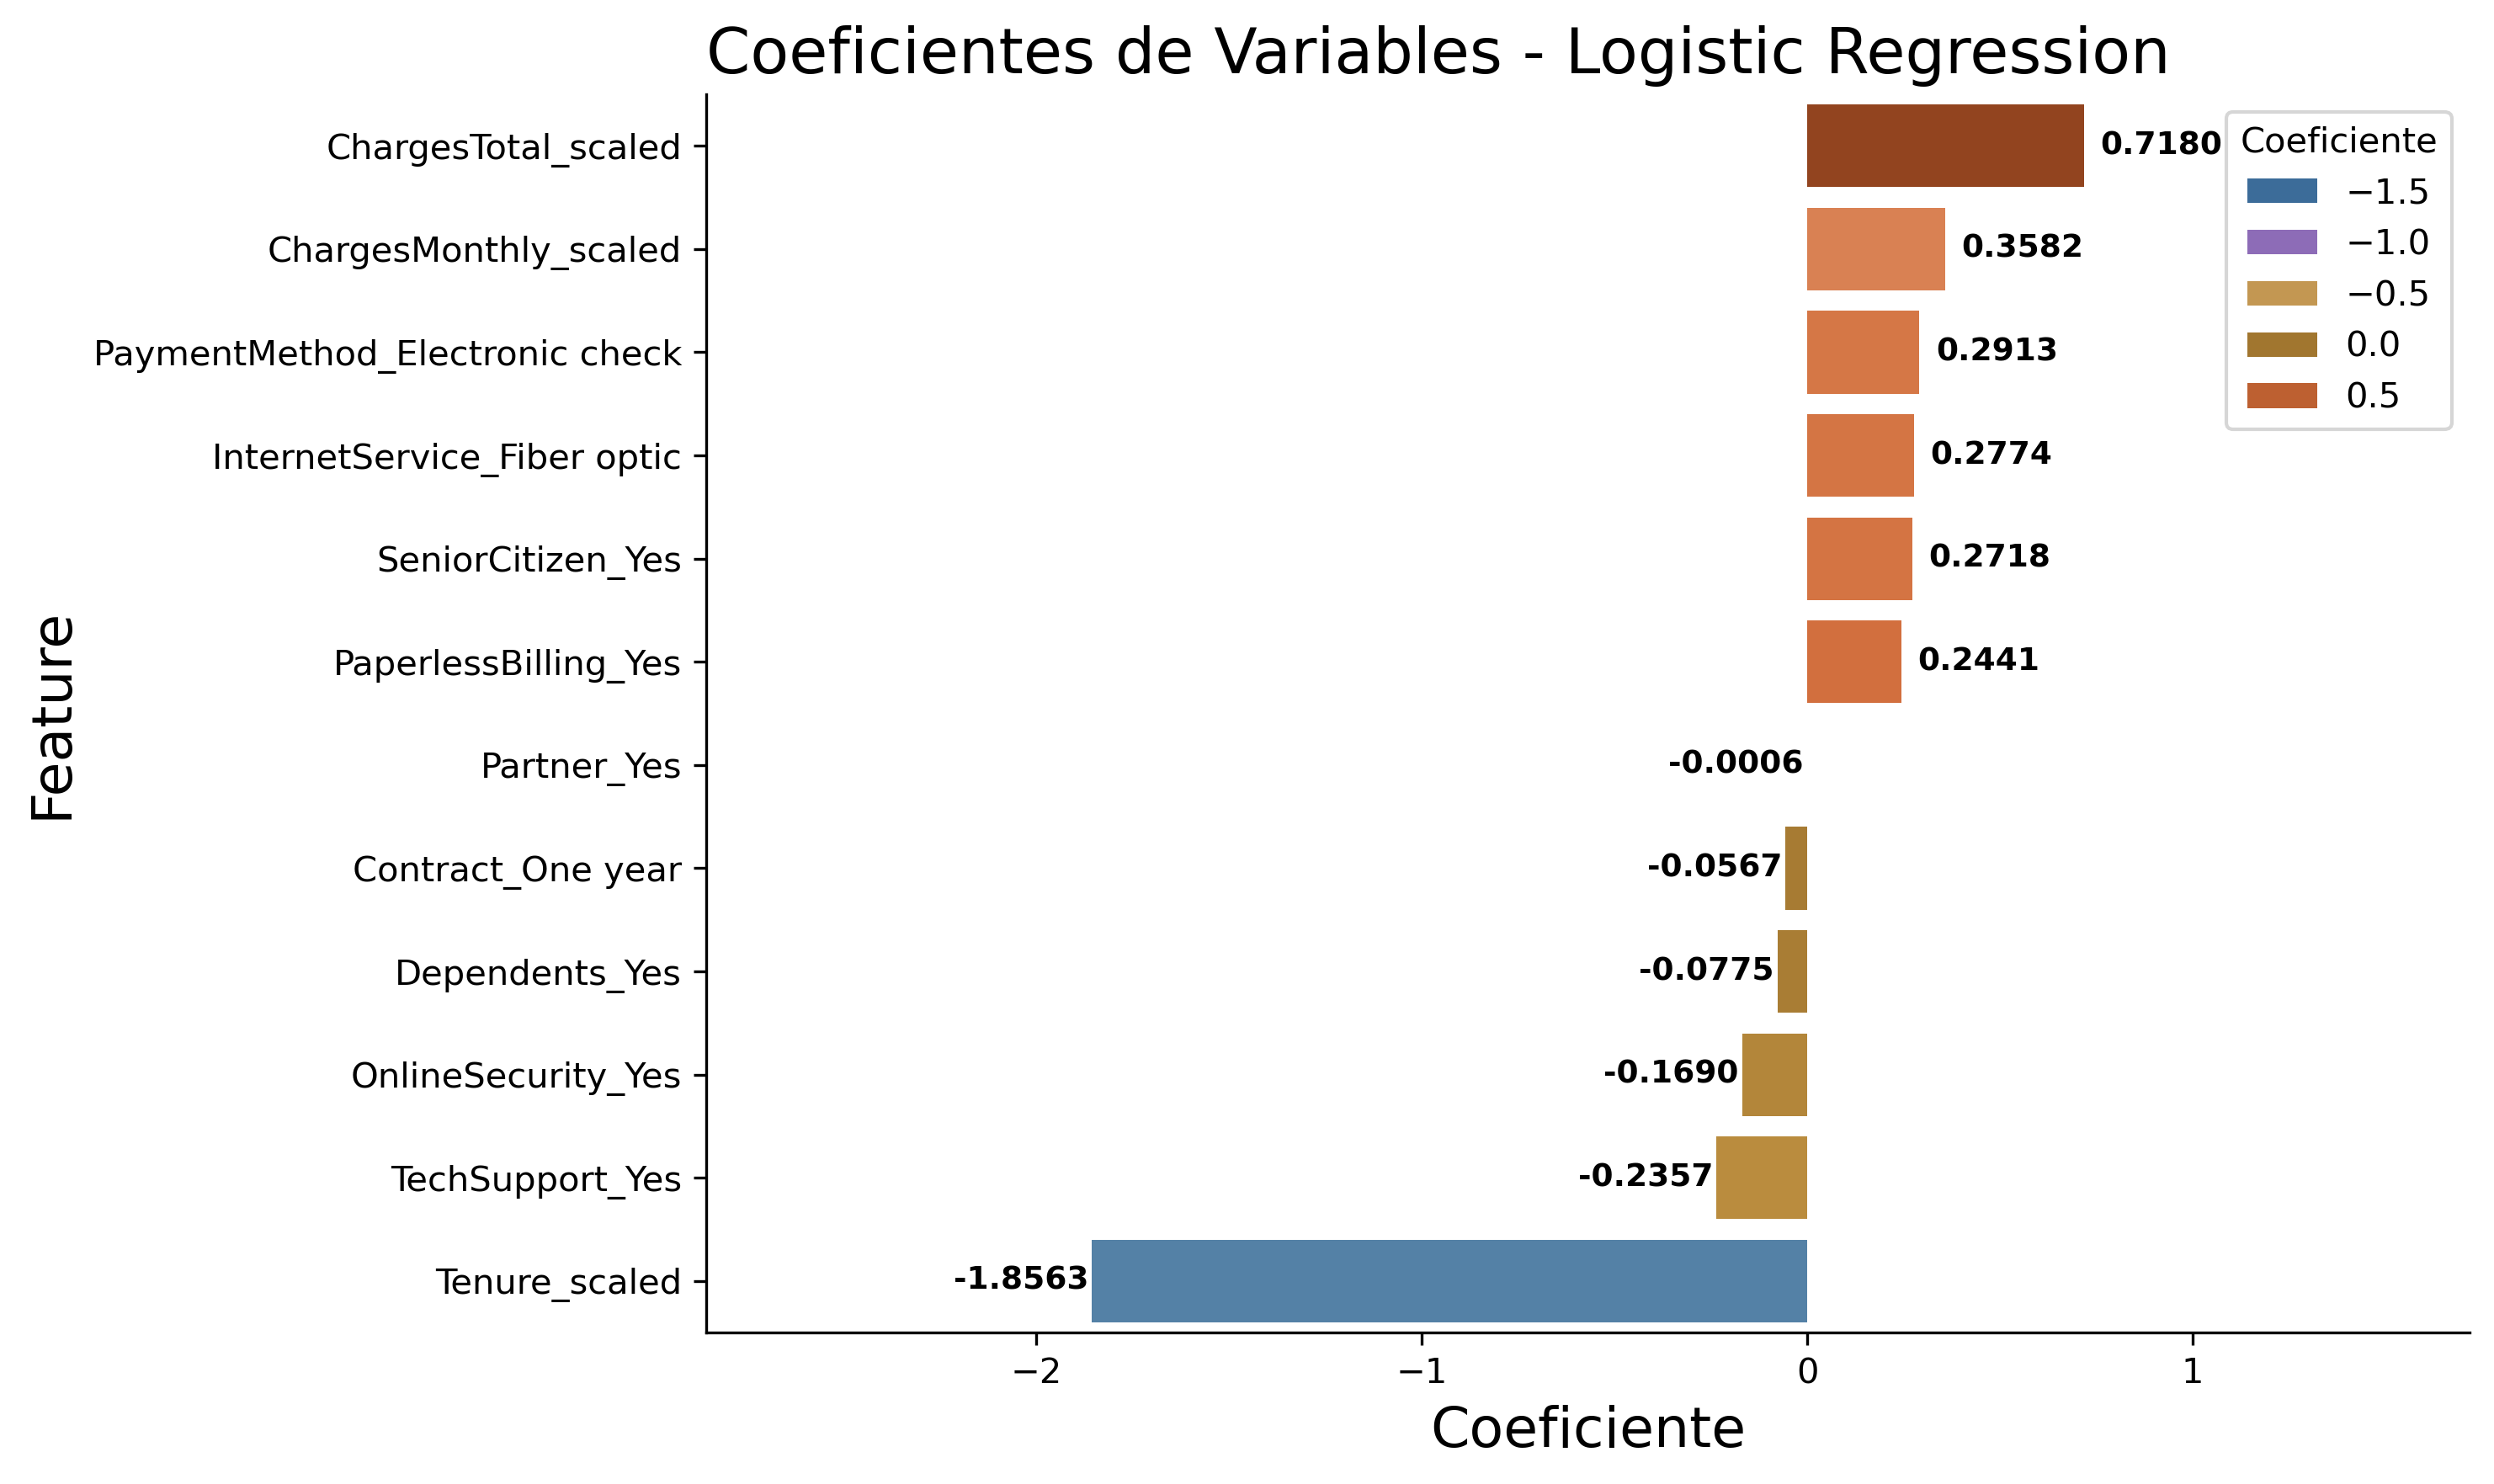 Coeficientes de Variables - Logistic Regression
Feature
ChargesTotal_scaled
0.7180
ChargesMonthly_scaled
0.3582
PaymentMethod_Electronic check
0.2913
InternetService_Fiber optic
0.2774
SeniorCitizen_Yes
0.2718
PaperlessBilling_Yes
0.2441
Partner_Yes
-0.0006
Contract_One year
-0.0567
Dependents_Yes
-0.0775
OnlineSecurity_Yes
-0.1690
TechSupport_Yes
-0.2357
Tenure_scaled
-1.8563
Coeficiente
−1.5
−1.0
−0.5
0.0
0.5
−2
−1
0
1
Coeficiente